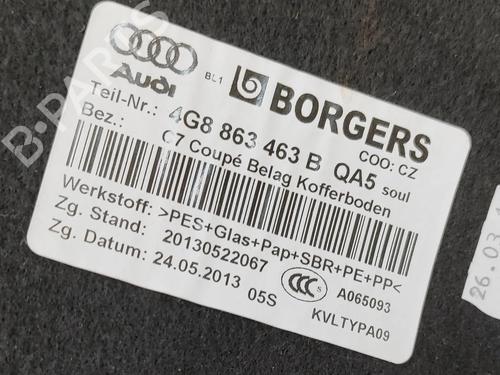 Audi
BL1
BORGERS
COO: CZ
Teil-Nr.: 4G8 863 463 B QA5 soul
Bez.: C7 Coupé Belag Kofferboden
Werkstoff: >PES+Glas+Pap+SBR+PE+PP<
Zg. Stand: 20130522067
Zg. Datum: 24.05.2013 05S
CCC
A065093
KVLTYPA09
26.03
B-PARTS